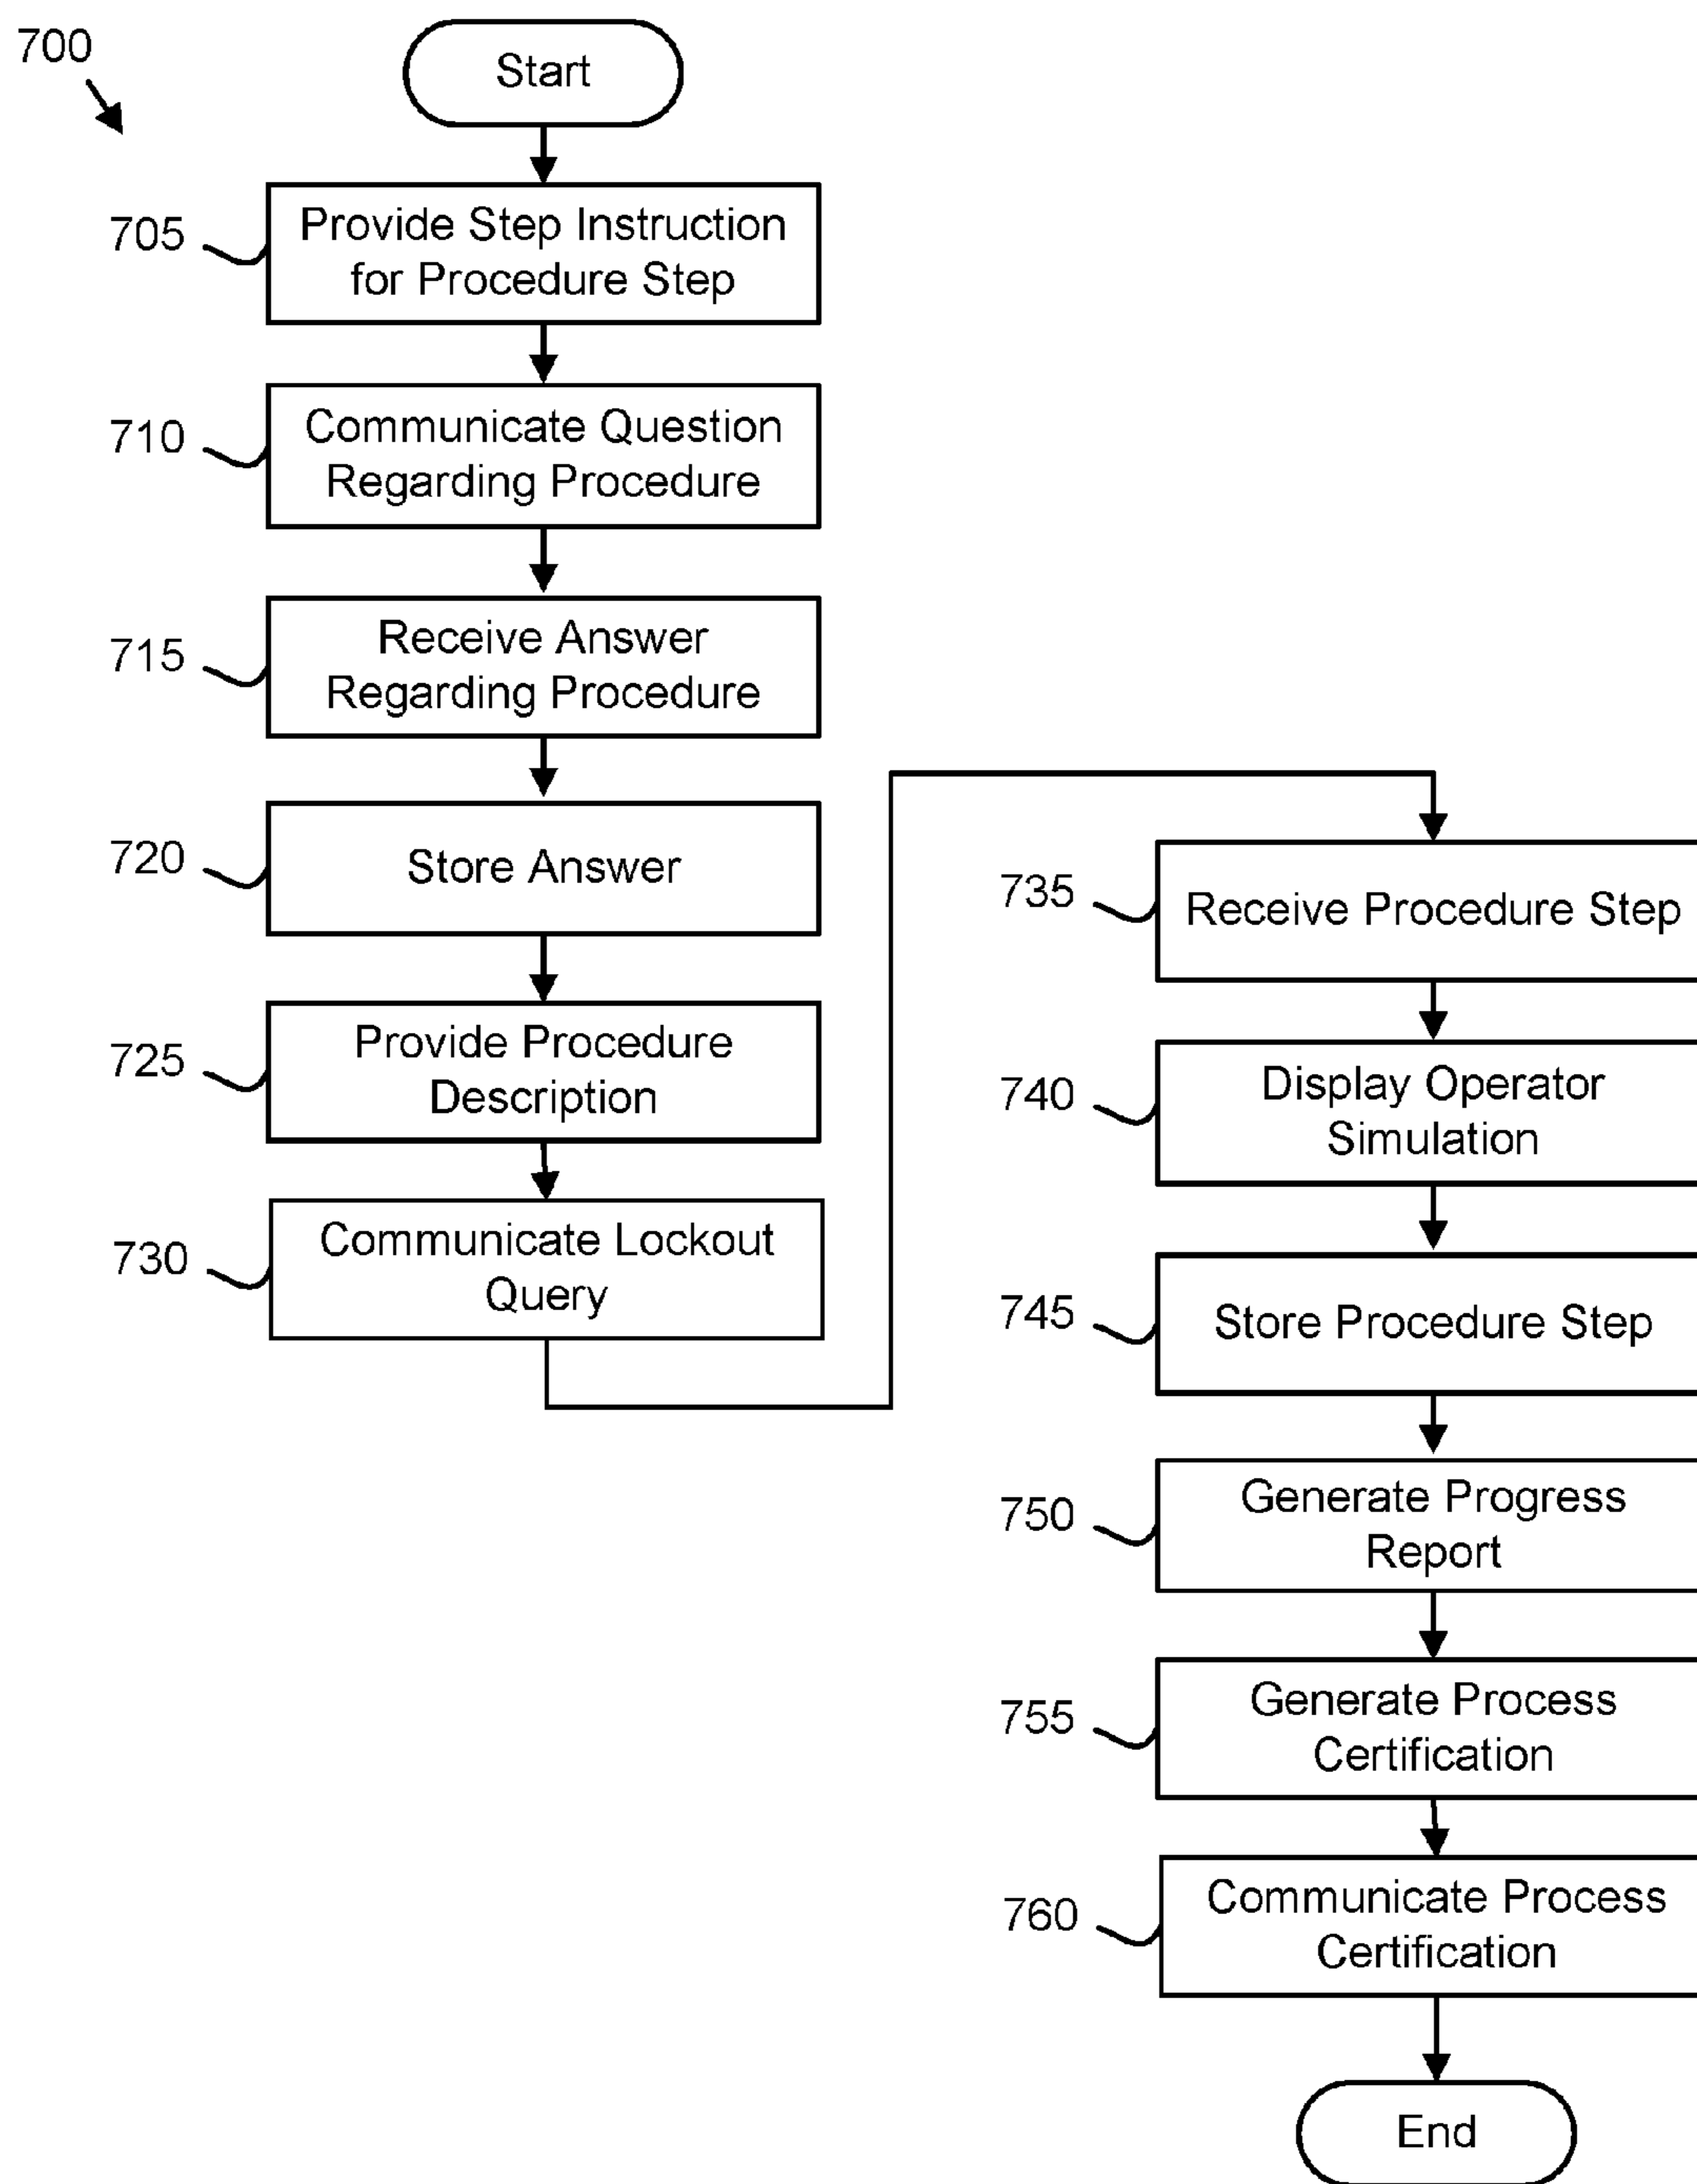 700
Start
705
Provide Step Instruction
for Procedure Step
710
Communicate Question
Regarding Procedure
715
Receive Answer
Regarding Procedure
720
Store Answer
725
Provide Procedure
Description
730
Communicate Lockout
Query
735
Receive Procedure Step
740
Display Operator
Simulation
745
Store Procedure Step
750
Generate Progress
Report
755
Generate Process
Certification
760
Communicate Process
Certification
End